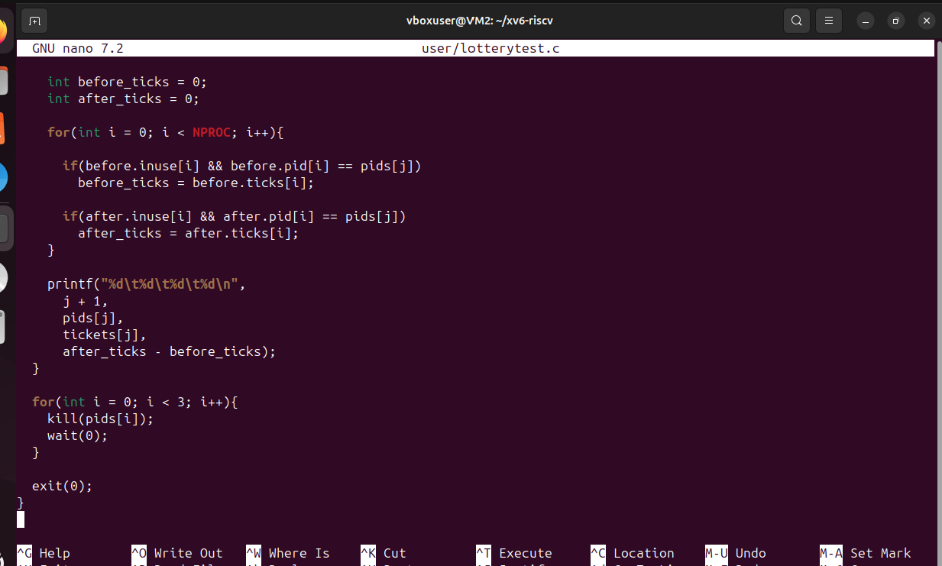 vboxuser@VM2: ~/xv6-riscv
GNU nano 7.2 user/lotterytest.c
int before_ticks = 0;
int after_ticks = 0;
for(int i = 0; i < NPROC; i++){
if(before.inuse[i] && before.pid[i] == pids[j])
before_ticks = before.ticks[i];
if(after.inuse[i] && after.pid[i] == pids[j])
after_ticks = after.ticks[i];
}
printf("%d\t%d\t%d\t%d\n",
j + 1,
pids[j],
tickets[j],
after_ticks - before_ticks);
}
for(int i = 0; i < 3; i++){
kill(pids[i]);
wait(0);
}
exit(0);
}
^G Help ^O Write Out ^W Where Is ^K Cut ^T Execute ^C Location M-U Undo M-A Set Mark